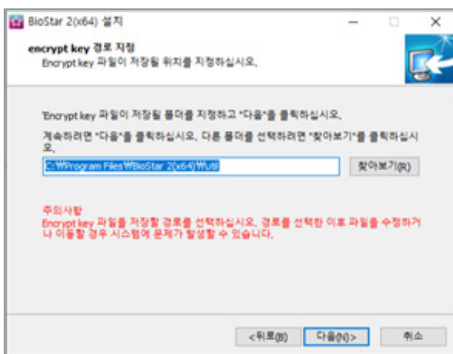 BioStar 2(x64) 설치
encrypt key 경로 지정
Encrypt key 파일이 저장될 위치를 지정하십시오.
'Encrypt key 파일이 저장될 폴더를 지정하고 "다음"을 클릭하십시오.
계속하려면 "다음"을 클릭하십시오. 다른 폴더를 선택하려면 "찾아보기"를 클릭하십시
오.
C:₩Program Files₩BioStar 2(x64)₩util
찾아보기(R)
주의사항
Encrypt key 파일를 저장할 경로를 선택하십시오. 경로를 선택한 이후 파일을 수정하거
나 이동할 경우 시스템에 문제가 발생할 수 있습니다.
<뒤로(B)
다음(N)>
취소